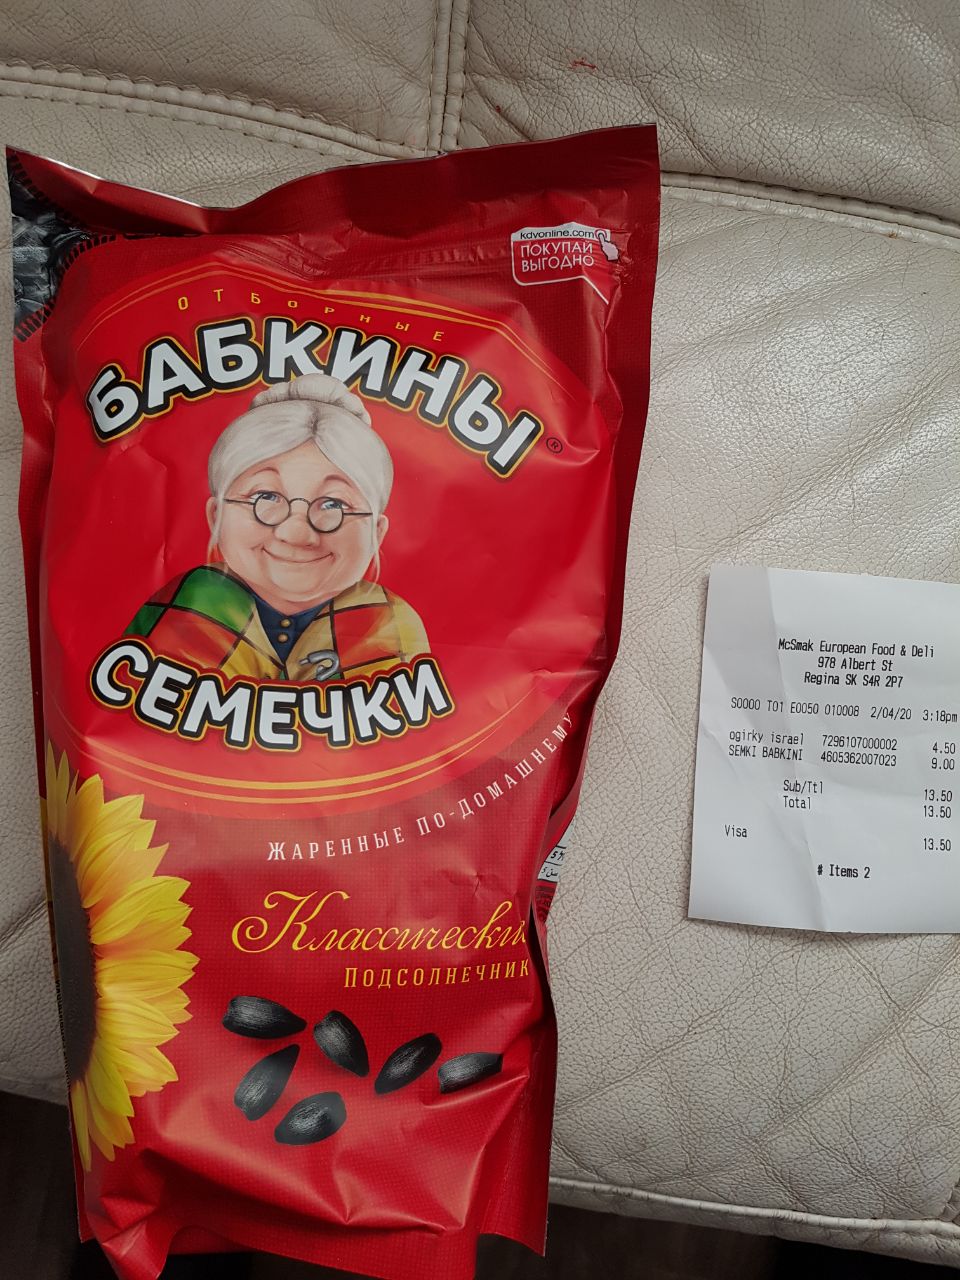 kdvonline.com
ПОКУПАЙ
ВЫГОДНО
ОТБОРНЫЕ
БАБКИНЫ®
СЕМЕЧКИ
ЖАРЕННЫЕ ПО-ДОМАШНЕМУ
Классический
ПОДСОЛНЕЧНИК
McSmak European Food & Deli
978 Albert St
Regina SK S4R 2P7
S0000 T01 E0050 010008 2/04/20 3:18pm
ogirky israel 7296107000002 4.50
SEMKI BABKINI 4605362007023 9.00
Sub/Ttl 13.50
Total 13.50
Visa 13.50
# Items 2